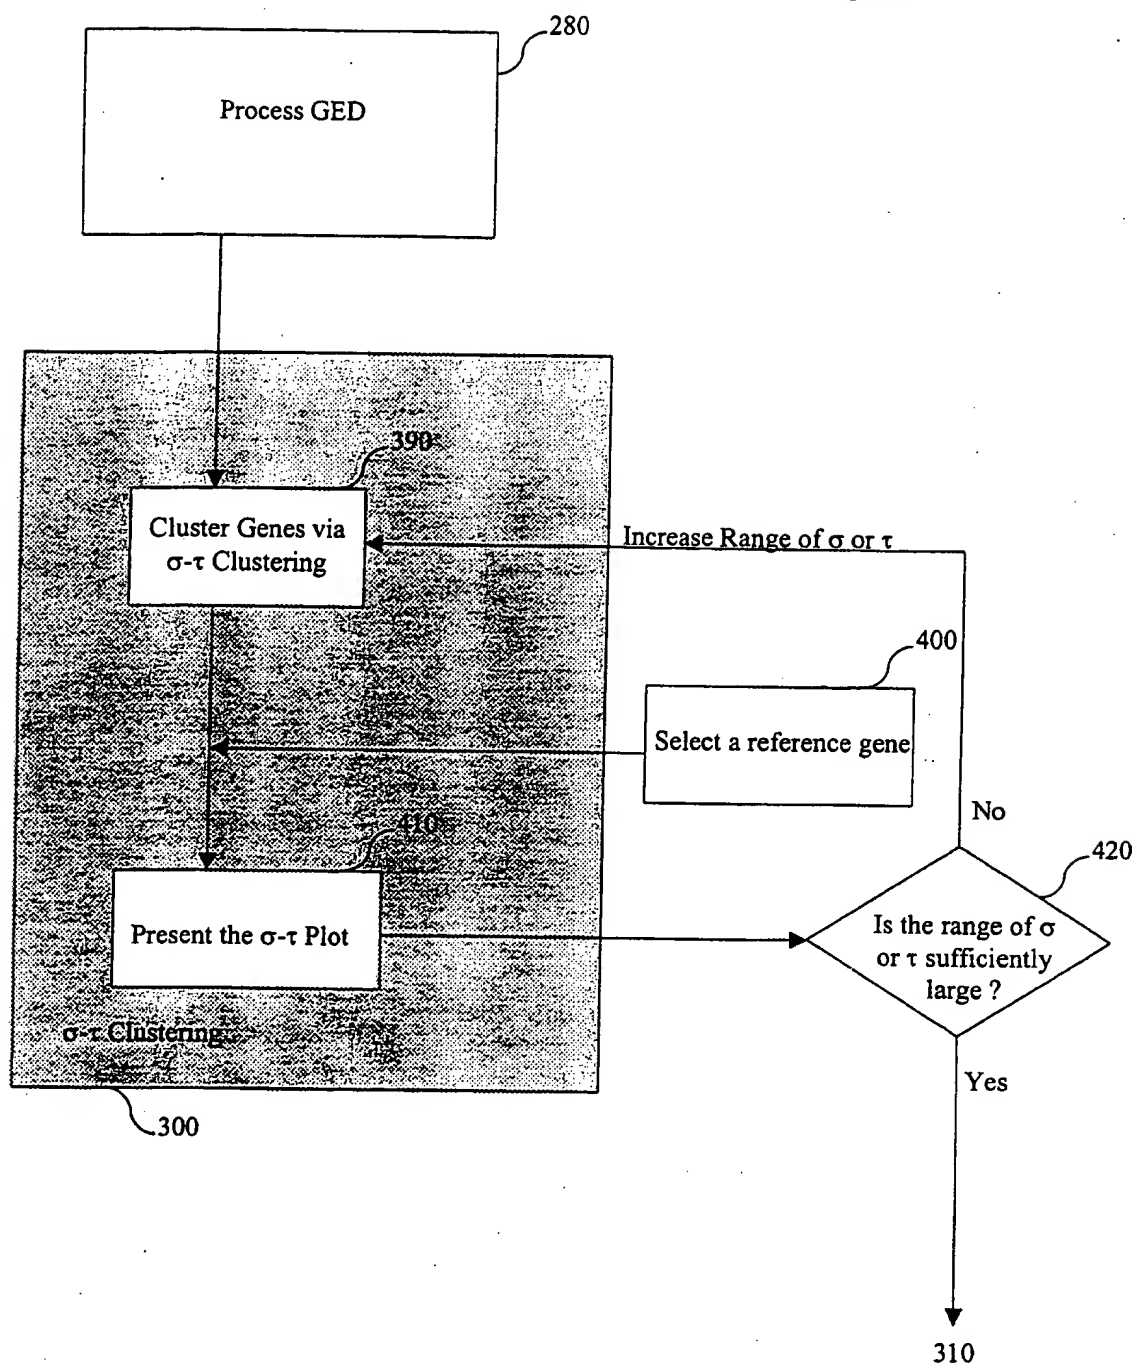 280
Process GED
390
Cluster Genes via
σ-τ Clustering
Increase Range of σ or τ
400
Select a reference gene
No
410
420
Present the σ-τ Plot
Is the range of σ
or τ sufficiently
large ?
σ-τ Clustering
Yes
300
310